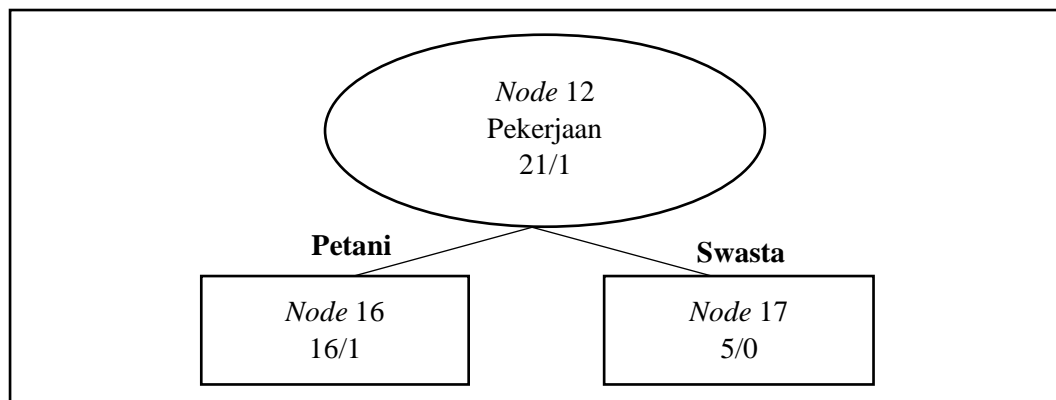 Node 12
Pekerjaan
21/1
Petani
Swasta
Node 16
16/1
Node 17
5/0